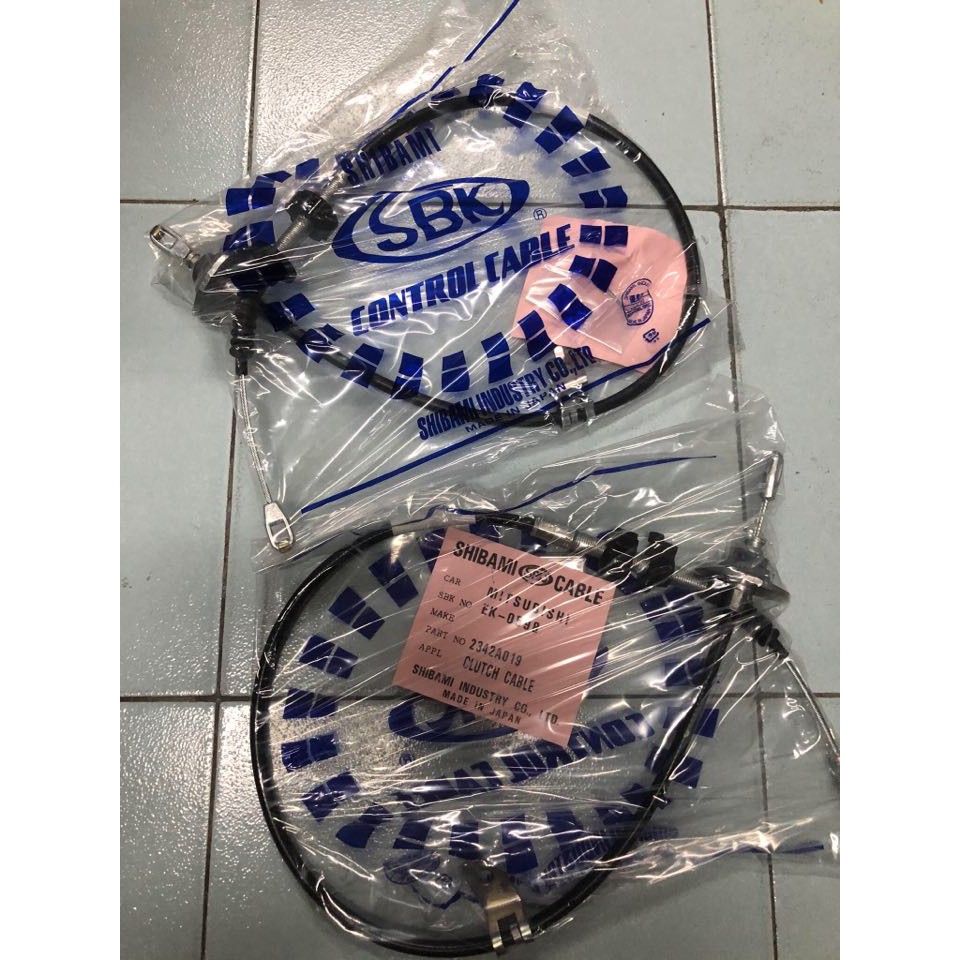 SHIBAMI
SBK ®
CONTROL CABLE
SHIBAMI INDUSTRY CO.,LTD.
MADE IN JAPAN
SHIBAMI SBK CABLE
CAR MITSUBISHI
SBK NO
MAKE
PART NO 2342A019
APPL CLUTCH CABLE
SHIBAMI INDUSTRY CO., LTD.
MADE IN JAPAN